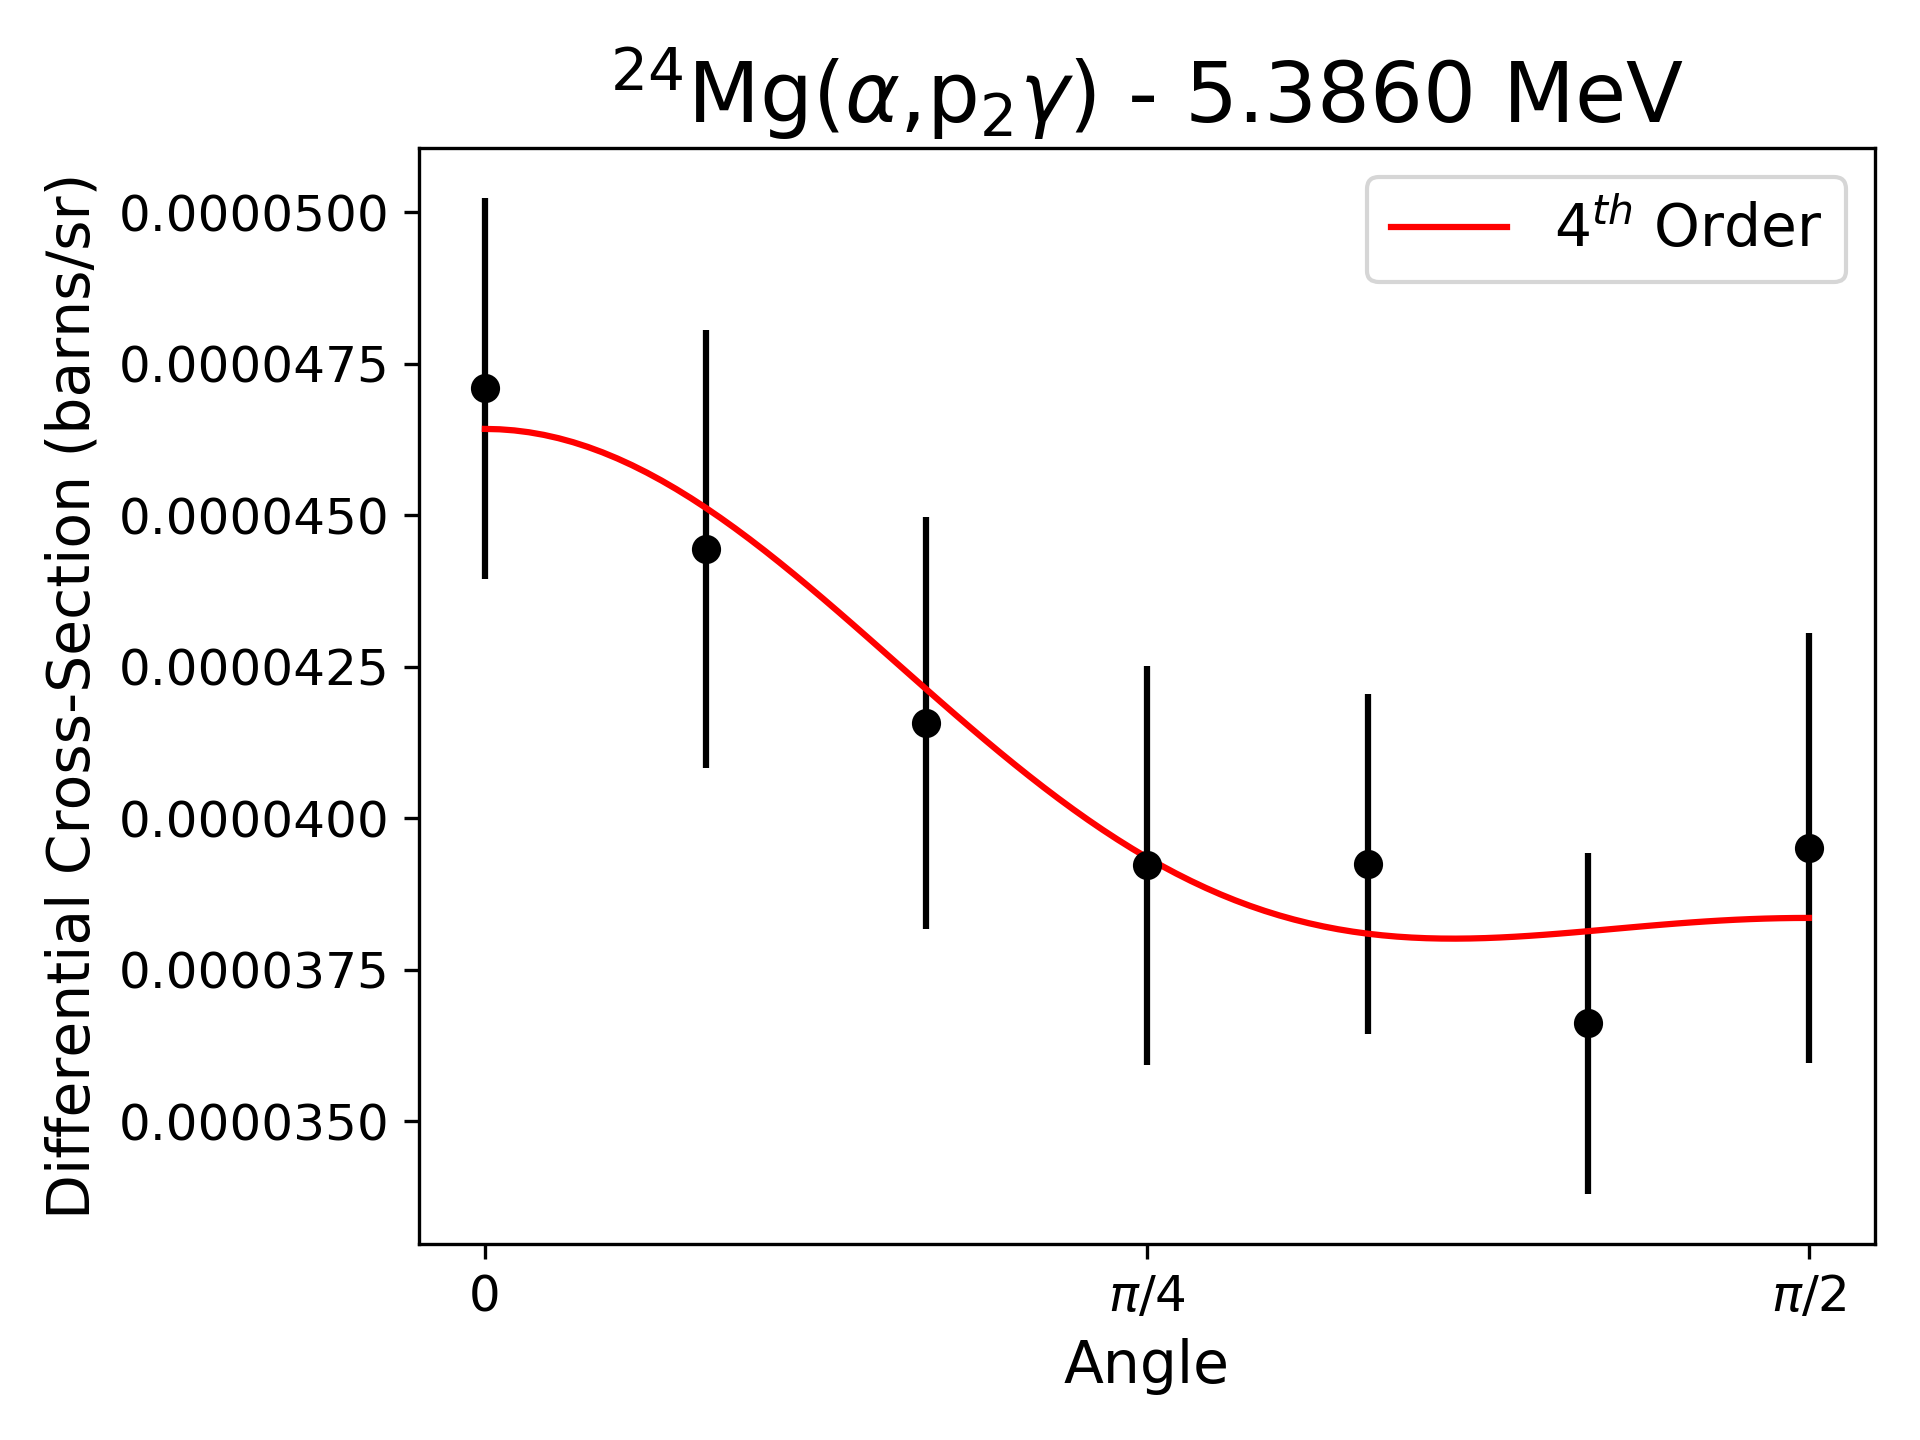 ²⁴Mg(α,p₂γ) - 5.3860 MeV
4ᵗʰ Order
Differential Cross-Section (barns/sr)
0.0000500
0.0000475
0.0000450
0.0000425
0.0000400
0.0000375
0.0000350
0
π/4
π/2
Angle